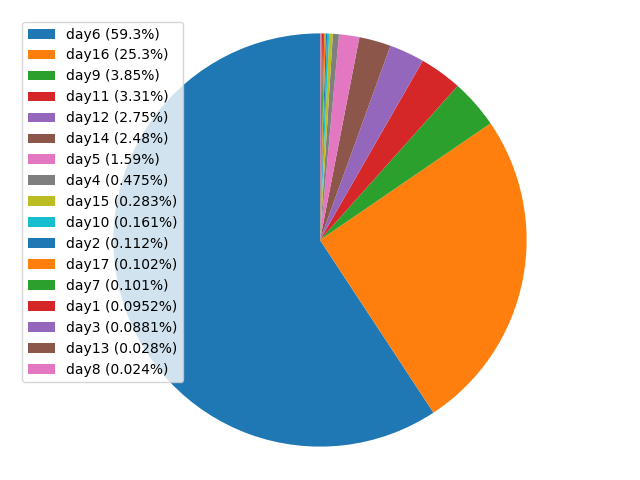 day6 (59.3%)
day16 (25.3%)
day9 (3.85%)
day11 (3.31%)
day12 (2.75%)
day14 (2.48%)
day5 (1.59%)
day4 (0.475%)
day15 (0.283%)
day10 (0.161%)
day2 (0.112%)
day17 (0.102%)
day7 (0.101%)
day1 (0.0952%)
day3 (0.0881%)
day13 (0.028%)
day8 (0.024%)